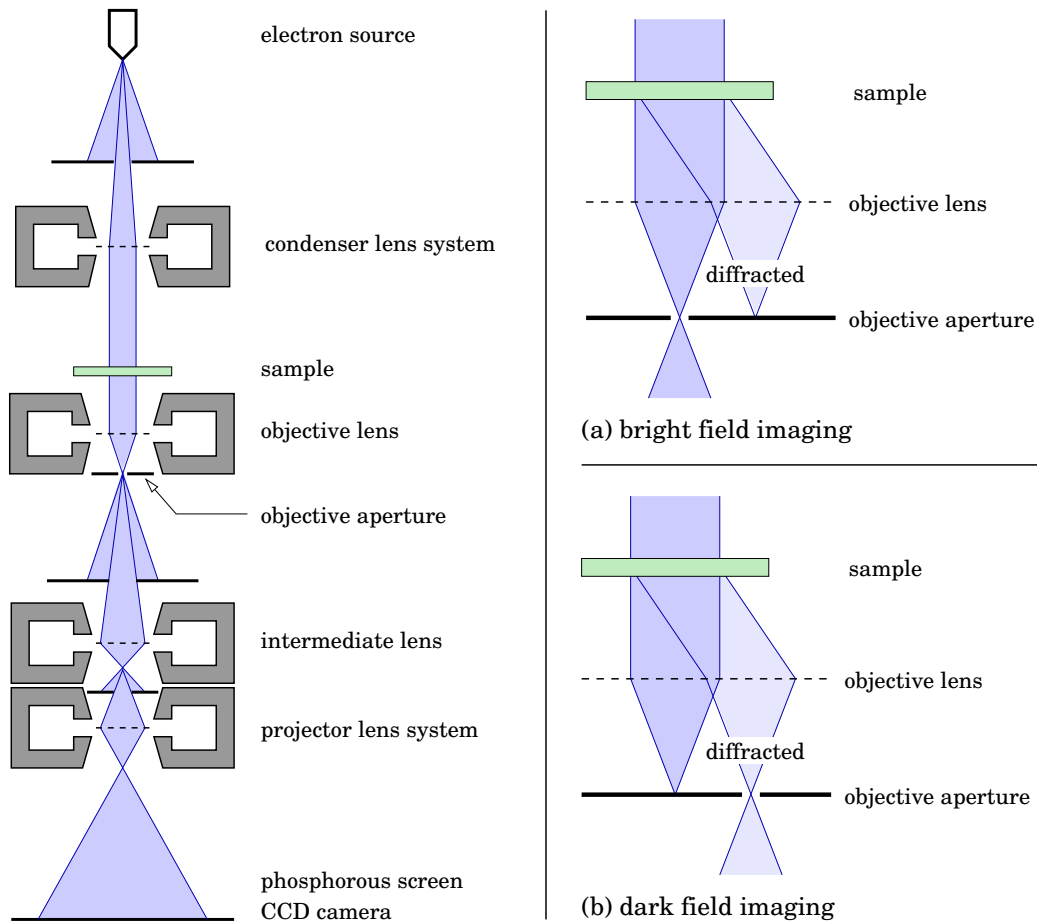 electron source
condenser lens system
sample
objective lens
objective aperture
intermediate lens
projector lens system
phosphorous screen
CCD camera
sample
objective lens
diffracted
objective aperture
(a) bright field imaging
sample
objective lens
diffracted
objective aperture
(b) dark field imaging